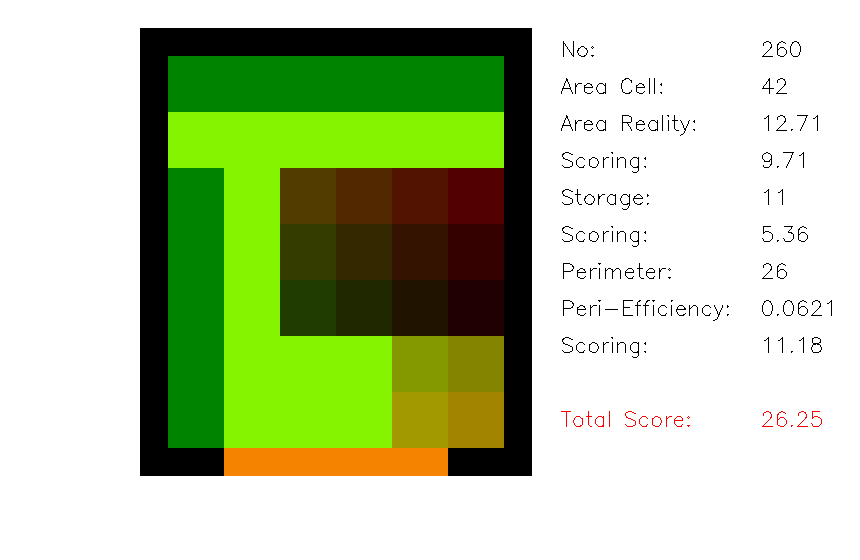 No: 260
Area Cell: 42
Area Reality: 12.71
Scoring: 9.71
Storage: 11
Scoring: 5.36
Perimeter: 26
Peri-Efficiency: 0.0621
Scoring: 11.18
Total Score: 26.25